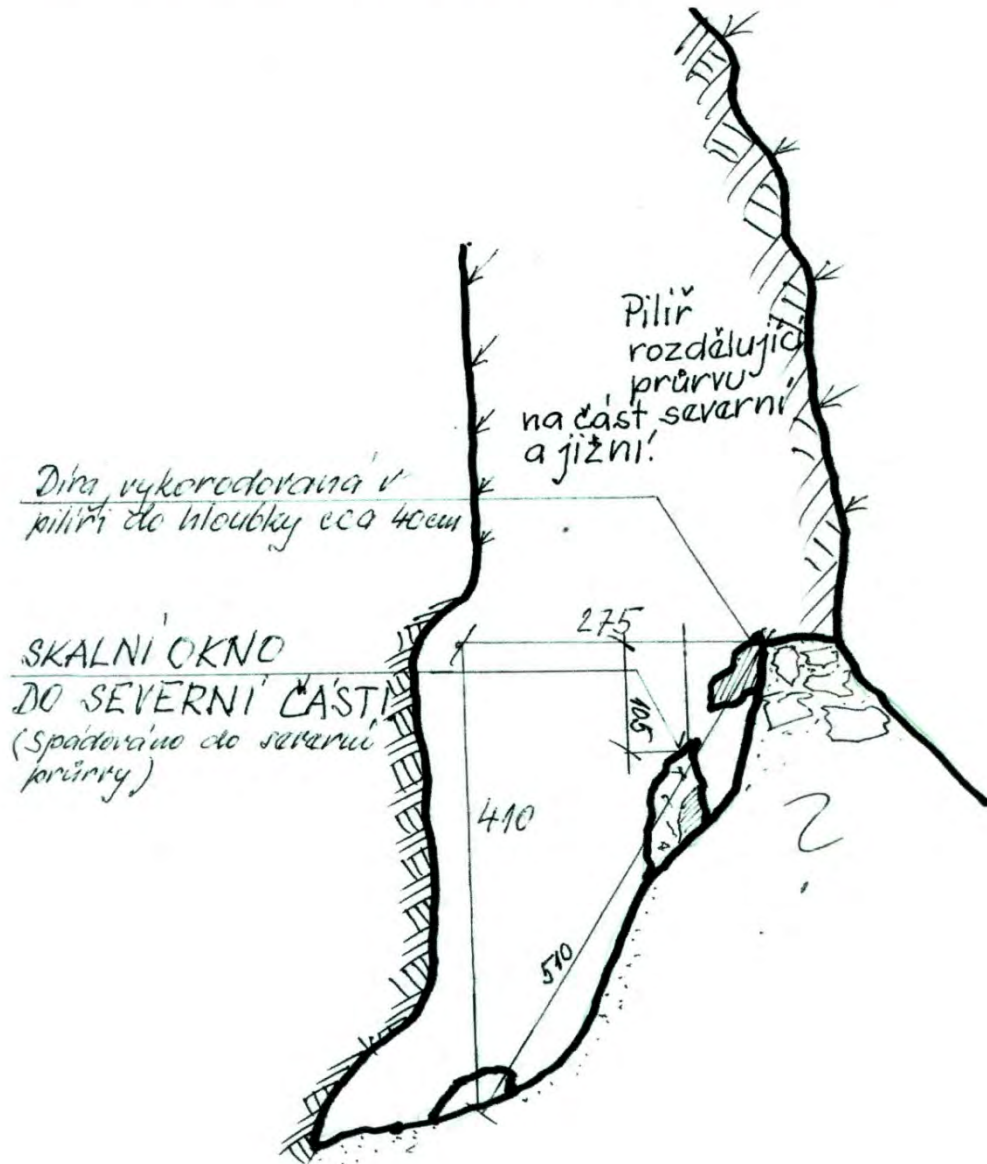 Pilíř
rozdělující
průrvu
na část severní
a jižní!
Díra vykorodovaná v
pilíři do hloubky cca 40cm
275
SKALNÍ OKNO
DO SEVERNÍ ČÁSTI
(Spádováno do severní
průrvy)
105
410
510